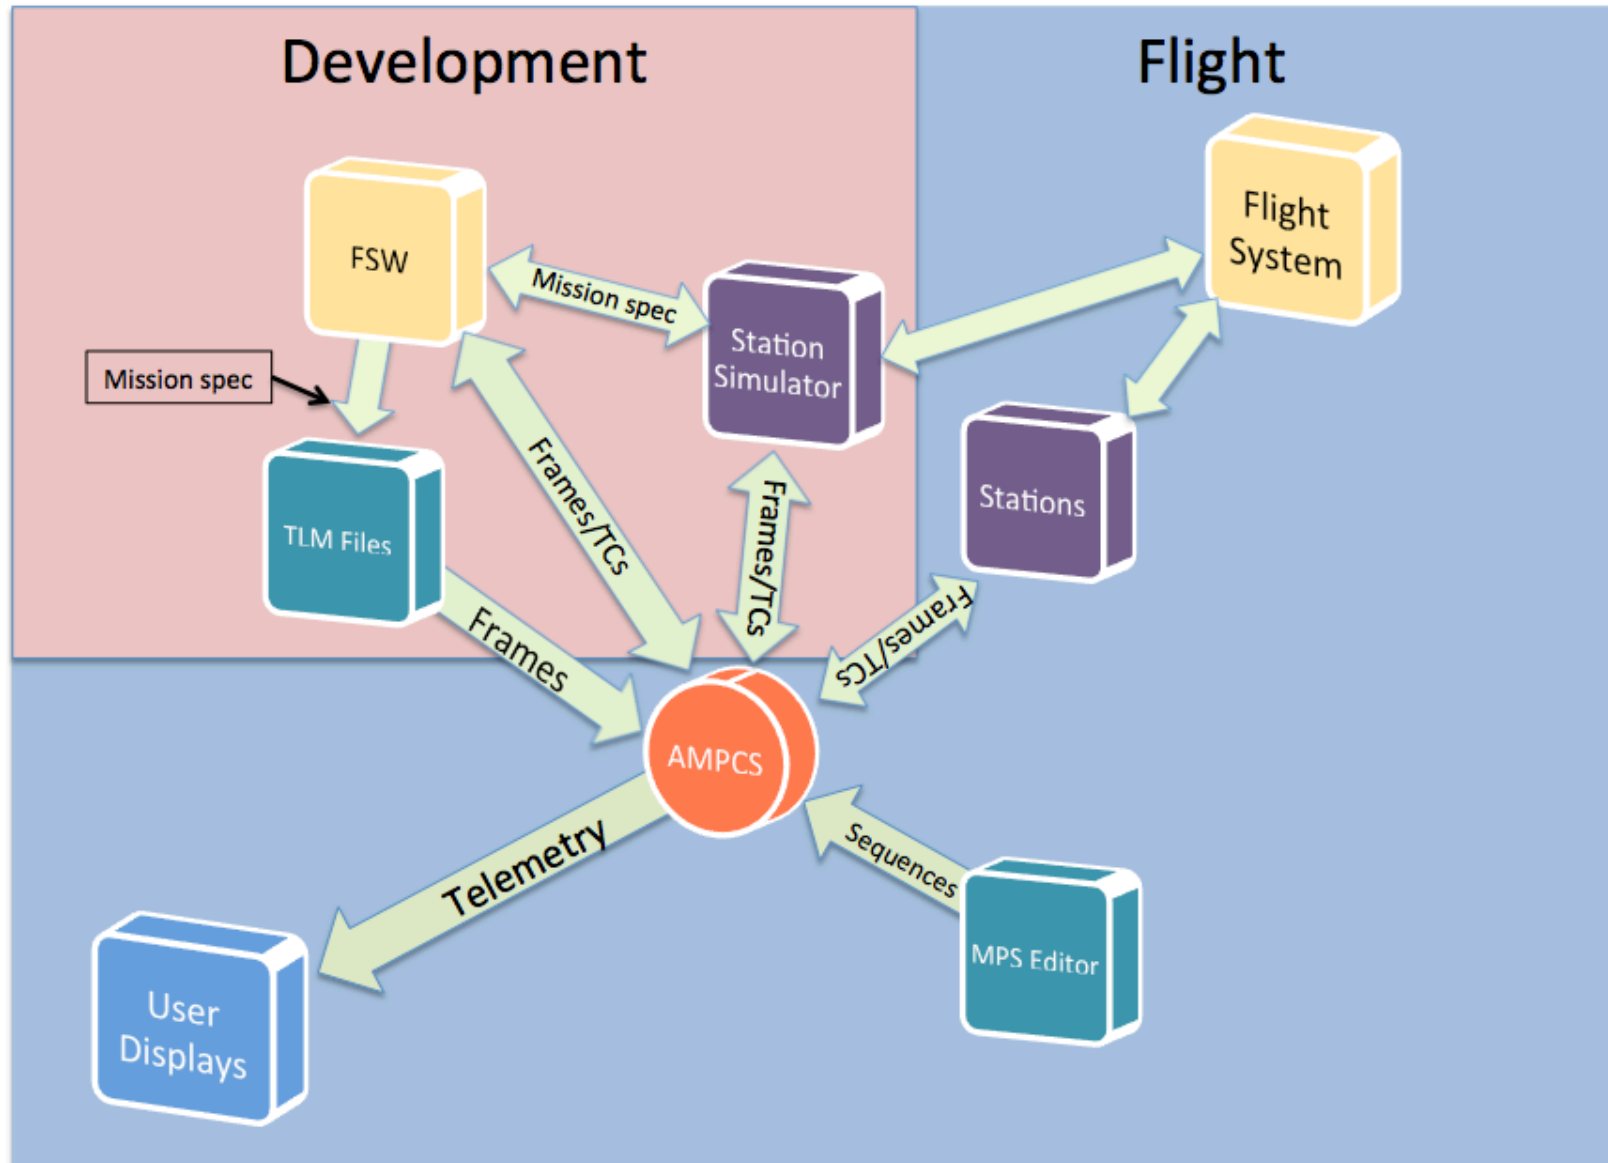 Development
Flight
Flight
System
FSW
Mission spec
Station
Simulator
Mission spec
Frames/TCs
Frames/TCs
Stations
TLM Files
Frames
Frames/TCs
AMPCS
Telemetry
Sequences
MPS Editor
User
Displays